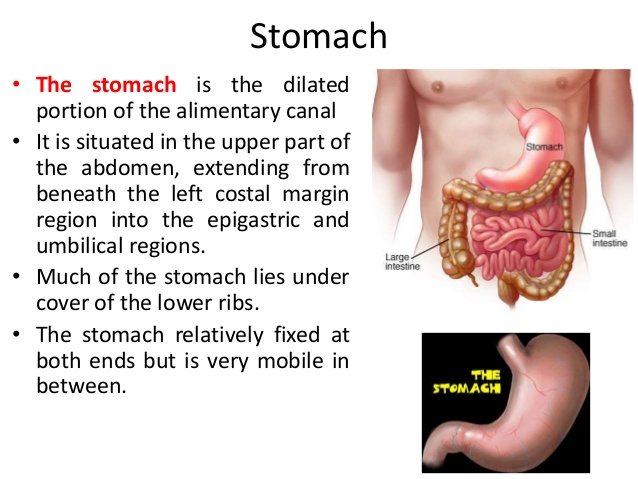 Stomach
• The stomach is the dilated
portion of the alimentary canal
• It is situated in the upper part of
the abdomen, extending from
beneath the left costal margin
region into the epigastric and
umbilical regions.
• Much of the stomach lies under
cover of the lower ribs.
• The stomach relatively fixed at
both ends but is very mobile in
between.
Stomach
Small
intestine
Large
intestine
THE
STOMACH